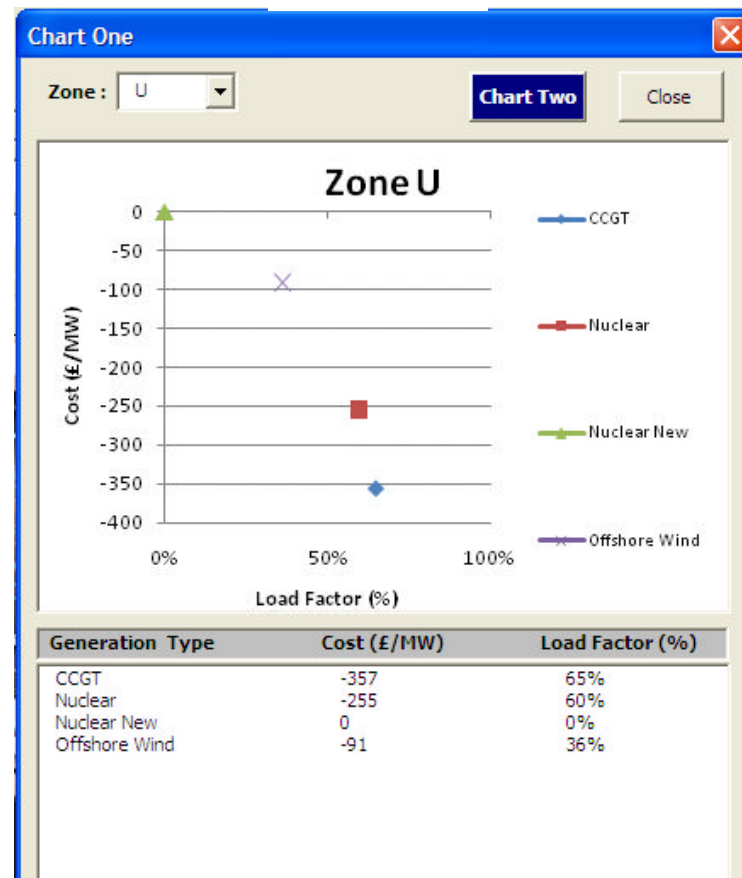 Chart One
Zone : U Chart Two Close
Zone U
0
-50
-100
-150
-200
-250
-300
-350
-400
Cost (£/MW)
0% 50% 100%
Load Factor (%)
CCGT
Nuclear
Nuclear New
Offshore Wind
Generation Type Cost (£/MW) Load Factor (%)
CCGT -357 65%
Nuclear -255 60%
Nuclear New 0 0%
Offshore Wind -91 36%